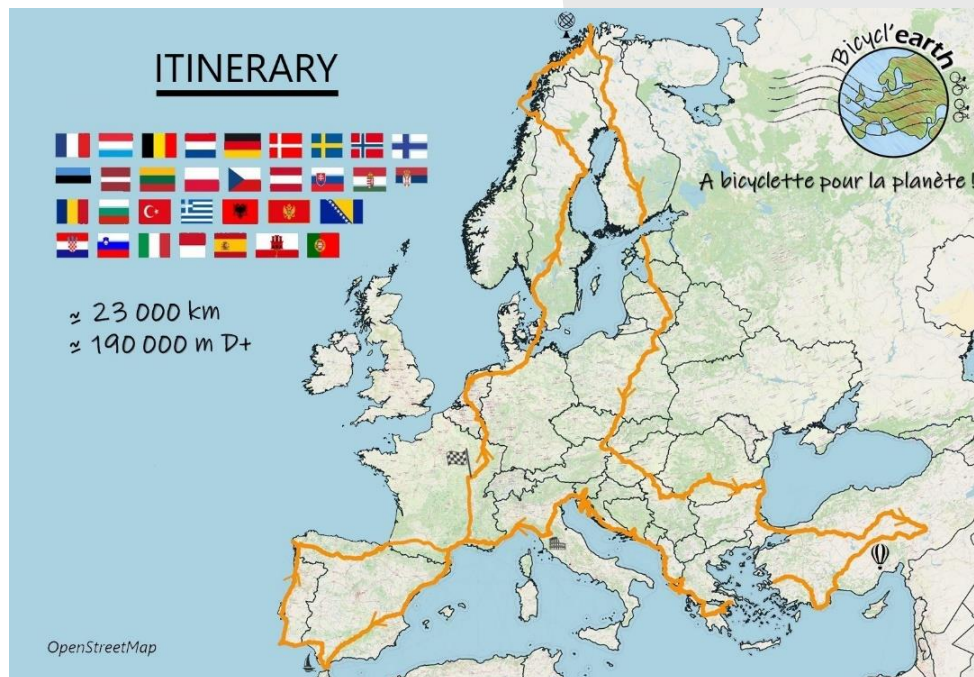 ITINERARY
Bicycl'earth
A bicyclette pour la planète !
≃ 23 000 km
≃ 190 000 m D+
OpenStreetMap